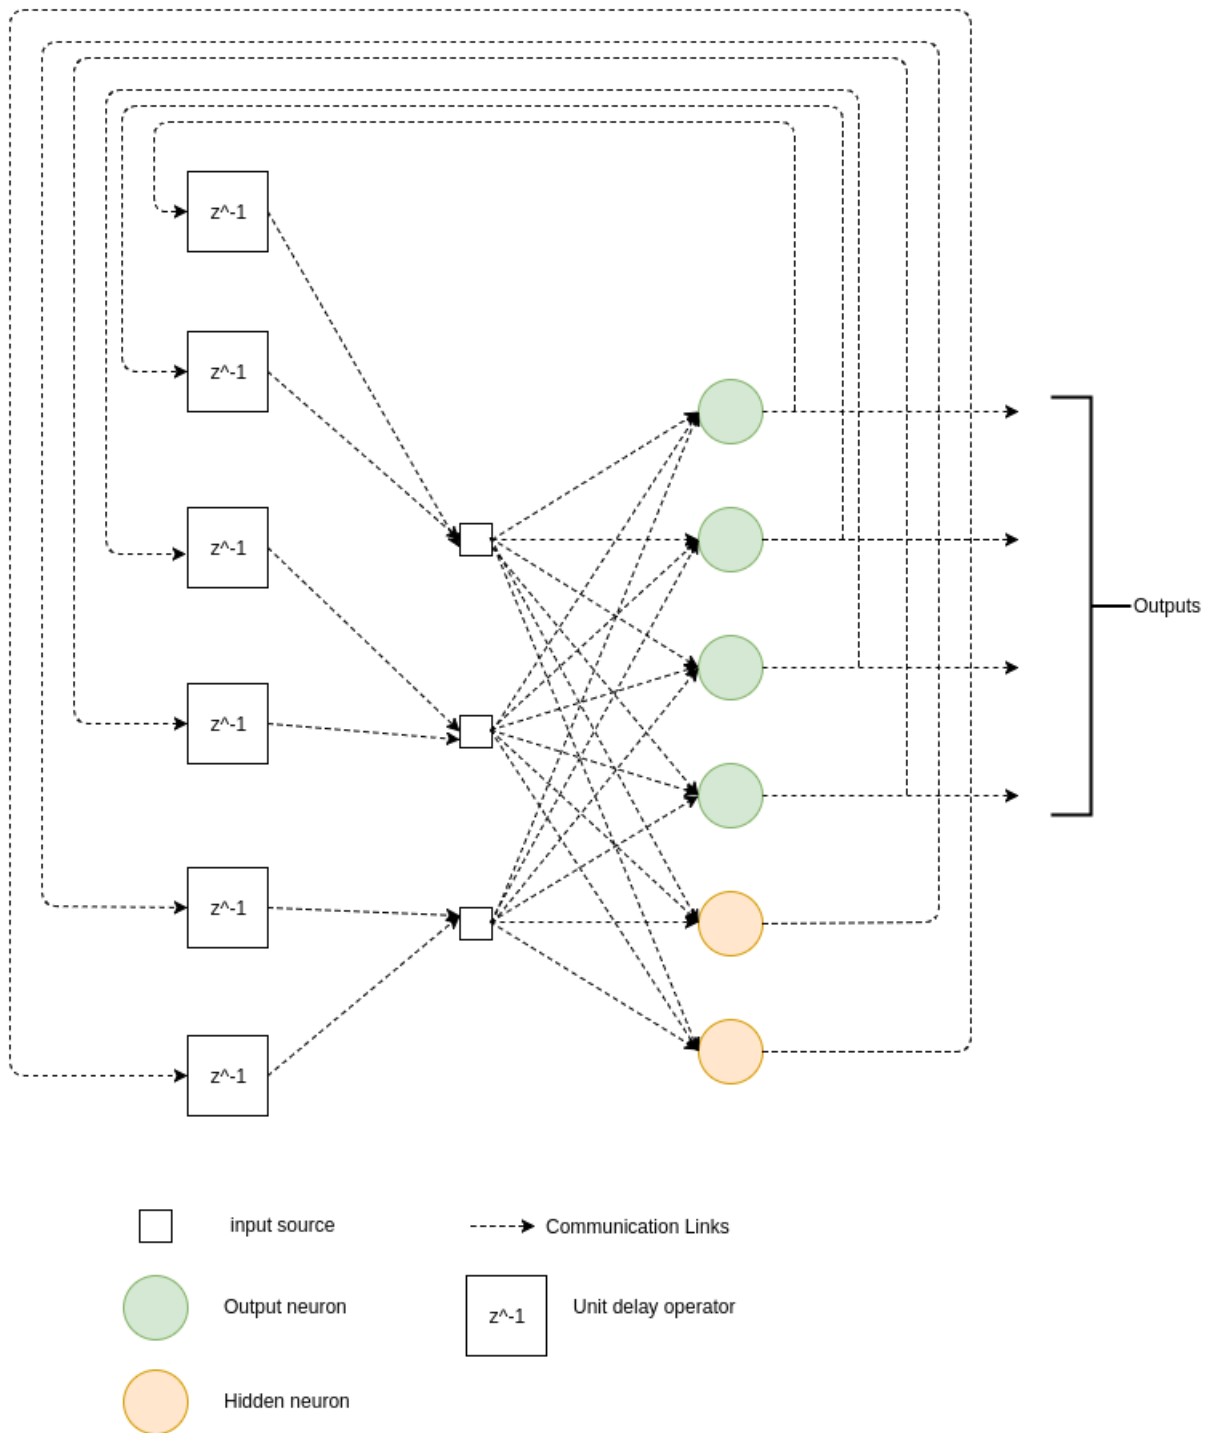 z^-1
z^-1
z^-1
Outputs
z^-1
z^-1
z^-1
input source
Communication Links
Output neuron
z^-1
Unit delay operator
Hidden neuron